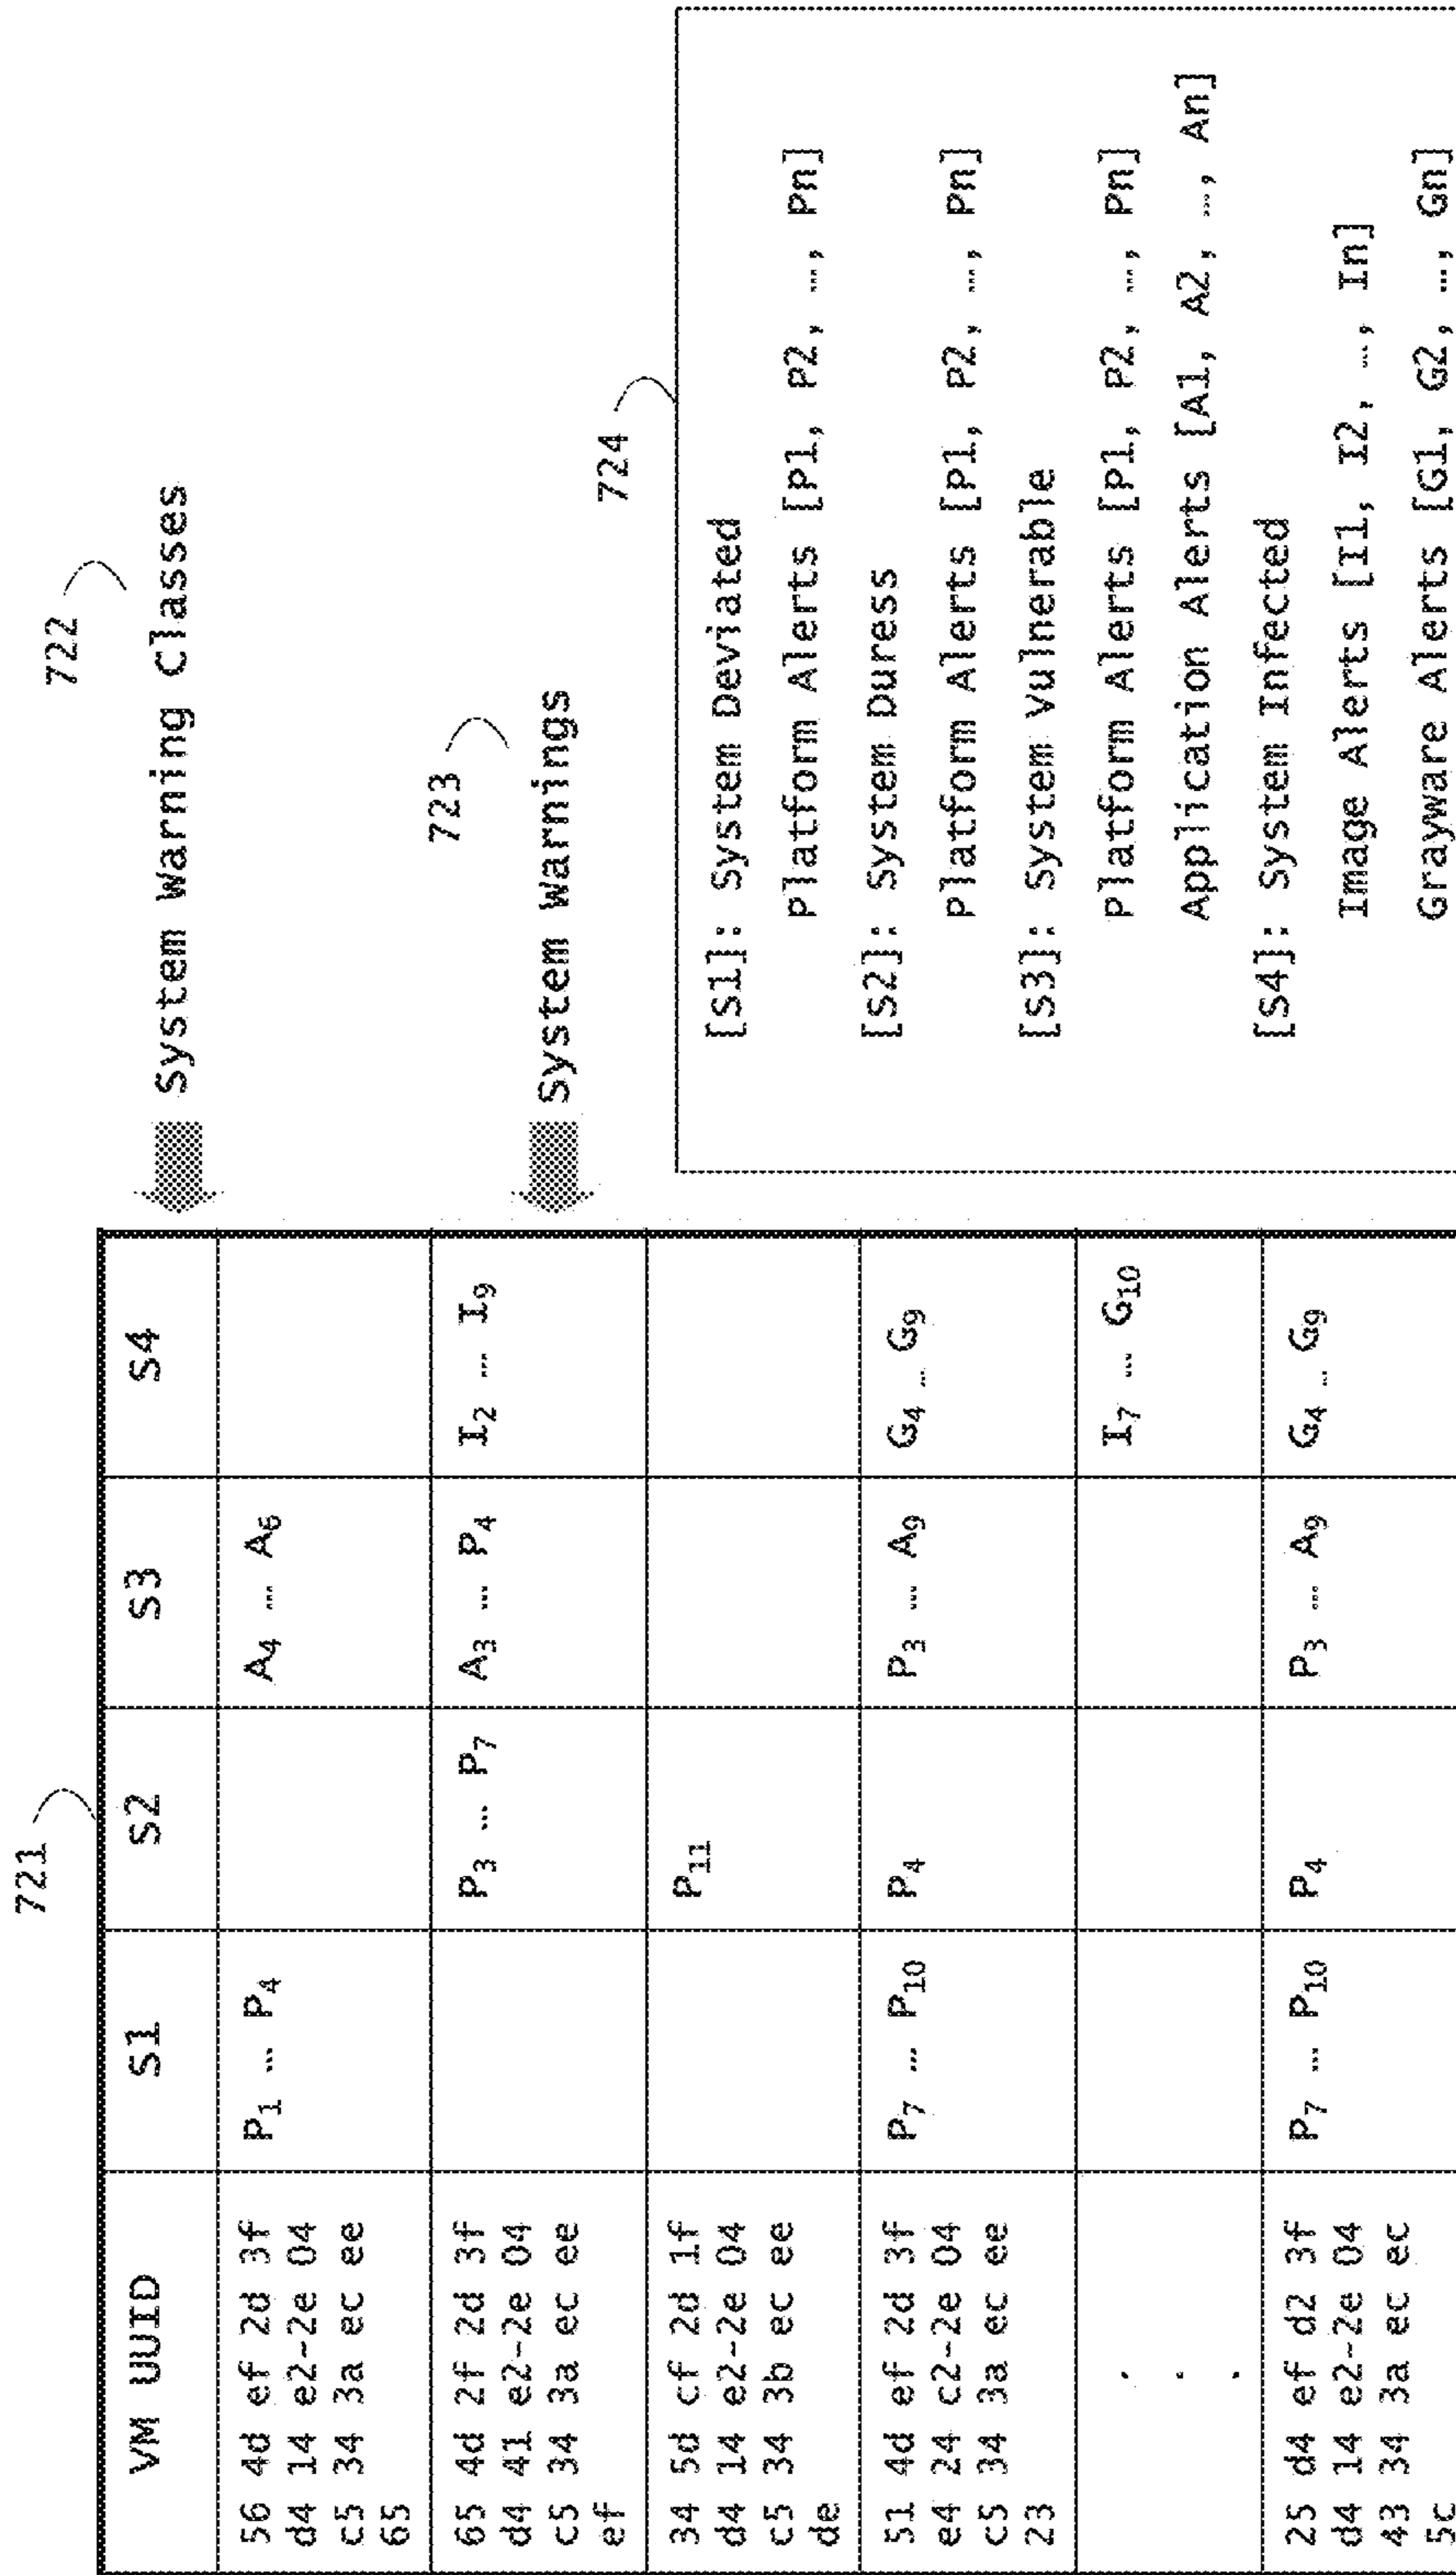 721
VM UUID S1 S2 S3 S4
56 4d ef 2d 3f P1 … P4 A4 … A6
d4 14 e2-2e 04
c5 34 3a ec ee
65
65 4d 2f 2d 3f P3 … P7 A3 … P4 I2 … I9
d4 41 e2-2e 04
c5 34 3a ec ee
ef
34 5d cf 2d 1f P11
d4 14 e2-2e 04
c5 34 3b ec ee
de
51 4d ef 2d 3f P7 … P10 P4 P3 … A9 G4 … G9
e4 24 c2-2e 04
c5 34 3a ec ee
23
. I7 … G10
.
.
25 d4 ef d2 3f P7 … P10 P4 P3 … A9 G4 … G9
d4 14 e2-2e 04
43 34 3a ec ec
5c
722
System Warning Classes
723
System Warnings
724
[S1]: System Deviated
Platform Alerts [P1, P2, …, Pn]
[S2]: System Duress
Platform Alerts [P1, P2, …, Pn]
[S3]: System Vulnerable
Platform Alerts [P1, P2, …, Pn]
Application Alerts [A1, A2, …, An]
[S4]: System Infected
Image Alerts [I1, I2, …, In]
Grayware Alerts [G1, G2, …, Gn]